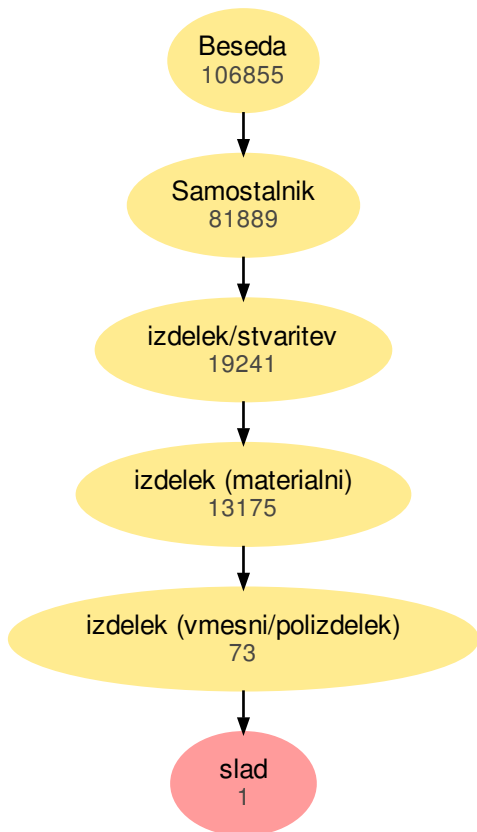 Beseda
106855
Samostalnik
81889
izdelek/stvaritev
19241
izdelek (materialni)
13175
izdelek (vmesni/polizdelek)
73
slad
1